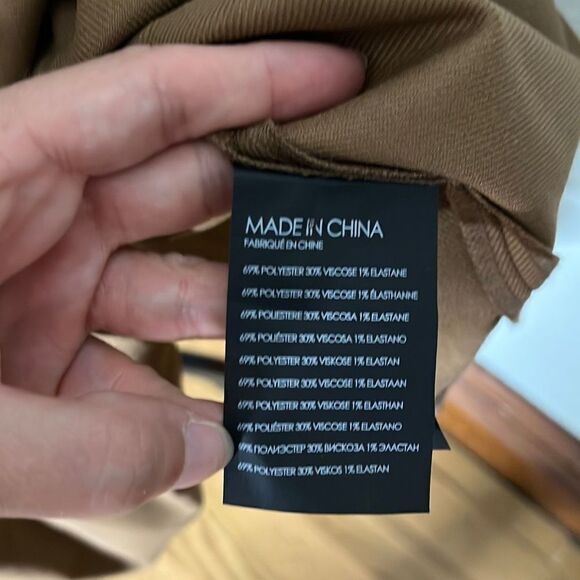 MADE IN CHINA
FABRIQUÉ EN CHINE
69% POLYESTER 30% VISCOSE 1% ELASTANE
69% POLYESTER 30% VISCOSE 1% ÉLASTHANNE
69% POLIESTERE 30% VISCOSA 1% ELASTANE
69% POLIÉSTER 30% VISCOSA 1% ELASTANO
69% POLYESTER 30% VISKOSE 1% ELASTAN
69% POLYESTER 30% VISCOSE 1% ELASTAAN
69% POLYESTER 30% VISKOSE 1% ELASTHAN
69% POLIÉSTER 30% VISCOSE 1% ELASTANO
69% ПОЛИЭСТЕР 30% ВИСКОЗА 1% ЭЛАСТАН
69% POLYESTER 30% VISKOS 1% ELASTAN